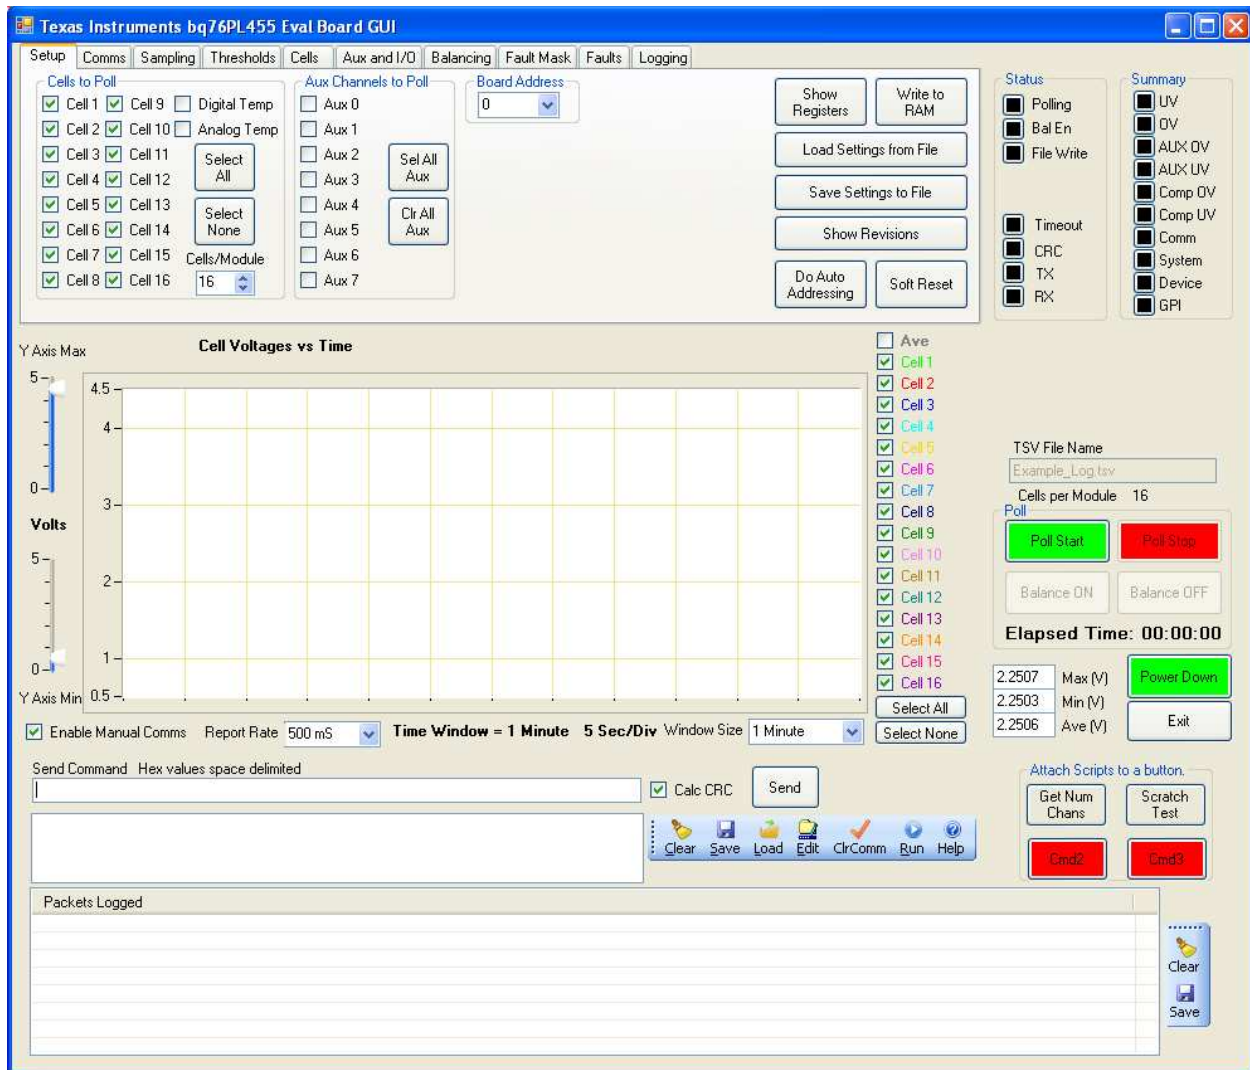 Texas Instruments bq76PL455 Eval Board GUI
Setup Comms Sampling Thresholds Cells Aux and I/O Balancing Fault Mask Faults Logging
Cells to Poll
Cell 1 Cell 9 Digital Temp
Cell 2 Cell 10 Analog Temp
Cell 3 Cell 11
Cell 4 Cell 12
Cell 5 Cell 13
Cell 6 Cell 14
Cell 7 Cell 15
Cell 8 Cell 16
Select All
Select None
Cells/Module
16
Aux Channels to Poll
Aux 0
Aux 1
Aux 2
Aux 3
Aux 4
Aux 5
Aux 6
Aux 7
Sel All Aux
Clr All Aux
Board Address
0
Show Registers
Write to RAM
Load Settings from File
Save Settings to File
Show Revisions
Do Auto Addressing
Soft Reset
Status
Polling
Bal En
File Write
Timeout
CRC
TX
RX
Summary
UV
OV
AUX OV
AUX UV
Comp OV
Comp UV
Comm
System
Device
GPI
Y Axis Max
5
0
Volts
5
0
Y Axis Min
Cell Voltages vs Time
4.5
4
3
2
1
0.5
Ave
Cell 1
Cell 2
Cell 3
Cell 4
Cell 5
Cell 6
Cell 7
Cell 8
Cell 9
Cell 10
Cell 11
Cell 12
Cell 13
Cell 14
Cell 15
Cell 16
Select All
Select None
TSV File Name
Example_Log.tsv
Cells per Module 16
Poll
Poll Start
Poll Stop
Balance ON
Balance OFF
Elapsed Time: 00:00:00
2.2507 Max (V)
2.2503 Min (V)
2.2506 Ave (V)
Power Down
Exit
Enable Manual Comms Report Rate 500 mS Time Window = 1 Minute 5 Sec/Div Window Size 1 Minute
Send Command Hex values space delimited
Calc CRC
Send
Clear Save Load Edit ClrComm Run Help
Attach Scripts to a button.
Get Num Chans
Scratch Test
Cmd2
Cmd3
Packets Logged
Clear
Save